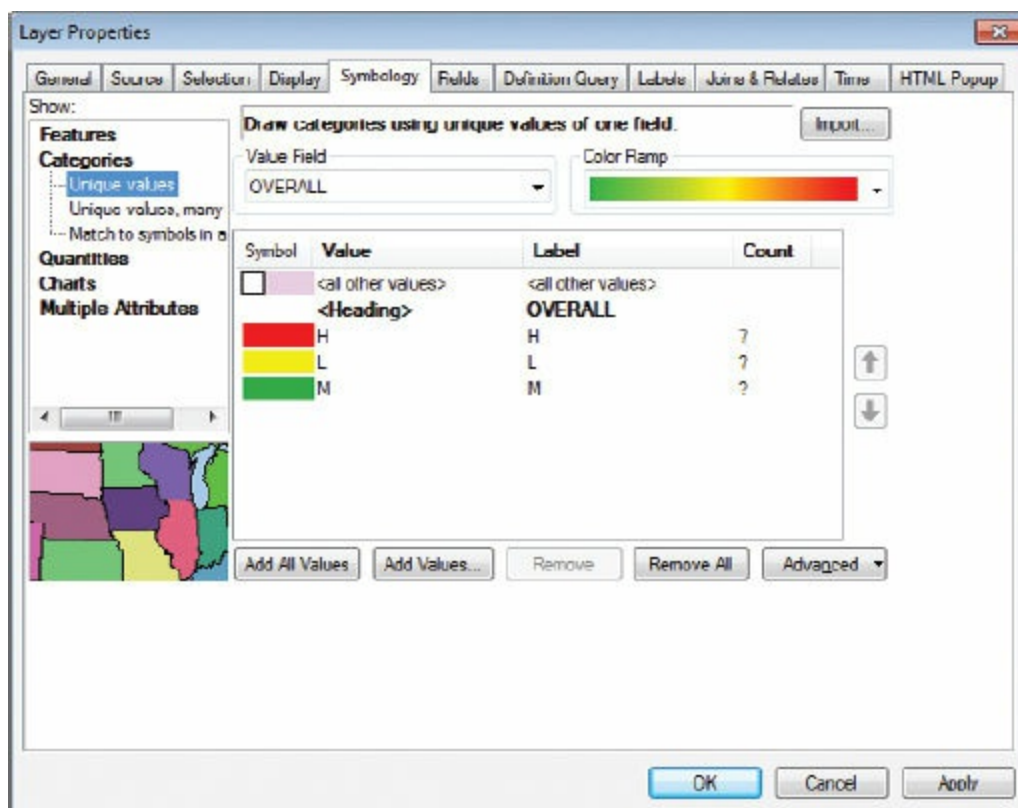 Layer Properties
General Source Selection Display Symbology Fields Definition Query Labels Joins & Relates Time HTML Popup
Show:
Features
Categories
Unique values
Unique values, many
Match to symbols in a
Quantities
Charts
Multiple Attributes
Draw categories using unique values of one field.
Import...
Value Field
OVERALL
Color Ramp
Symbol Value Label Count
<all other values> <all other values>
<Heading> OVERALL
H H ?
L L ?
M M ?
Add All Values Add Values... Remove Remove All Advanced
OK Cancel Apply